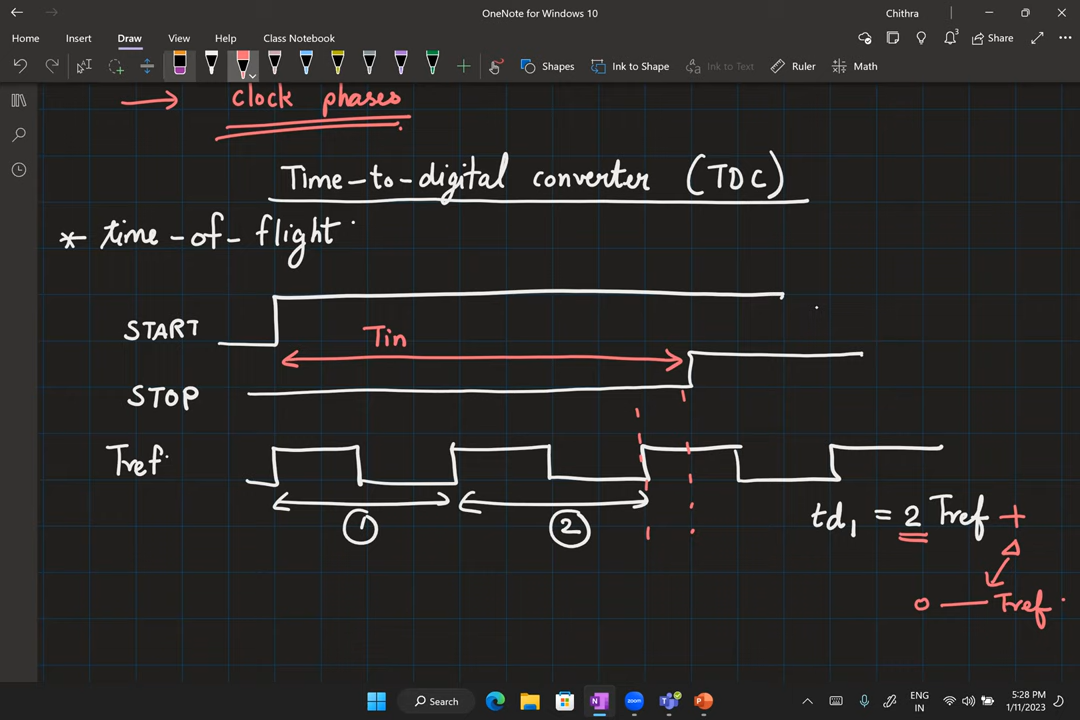 OneNote for Windows 10
Chithra
Home Insert Draw View Help Class Notebook
Share
Shapes Ink to Shape Ink to Text Ruler Math
clock phases
Time-to-digital converter (TDC)
* time-of-flight
START
Tin
STOP
Tref
1 2
td1 = 2 Tref +
Δ
0 — Tref
Search
zoom
ENG
IN
5:28 PM
1/11/2023